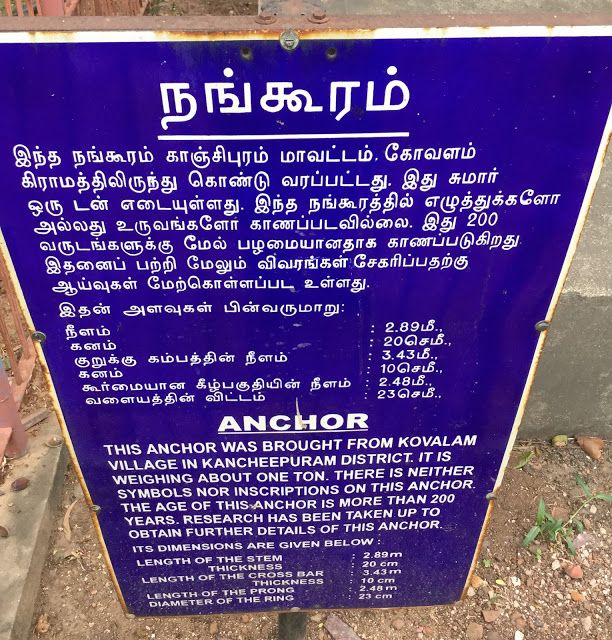 நங்கூரம்
இந்த நங்கூரம் காஞ்சிபுரம் மாவட்டம். கோவளம்
கிராமத்திலிருந்து கொண்டு வரப்பட்டது. இது சுமார்
ஒரு டன் எடையுள்ளது. இந்த நங்கூரத்தில் எழுத்துக்களோ
அல்லது உருவங்களோ காணப்படவில்லை. இது 200
வருடங்களுக்கு மேல் பழமையானதாக காணப்படுகிறது.
இதனைப் பற்றி மேலும் விவரங்கள் சேகரிப்பதற்கு
ஆய்வுகள் மேற்கொள்ளப்பட உள்ளது.
இதன் அளவுகள் பின்வருமாறு:
நீளம் : 2.89மீ.,
கனம் : 20செமீ.,
குறுக்கு கம்பத்தின் நீளம் : 3.43மீ.,
கனம் : 10செமீ.,
கூர்மையான கீழ்பகுதியின் நீளம் : 2.48மீ.,
வளையத்தின் விட்டம் : 23செமீ.,
ANCHOR
THIS ANCHOR WAS BROUGHT FROM KOVALAM
VILLAGE IN KANCHEEPURAM DISTRICT. IT IS
WEIGHING ABOUT ONE TON. THERE IS NEITHER
SYMBOLS NOR INSCRIPTIONS ON THIS ANCHOR.
THE AGE OF THIS ANCHOR IS MORE THAN 200
YEARS. RESEARCH HAS BEEN TAKEN UP TO
OBTAIN FURTHER DETAILS OF THIS ANCHOR.
ITS DIMENSIONS ARE GIVEN BELOW :
LENGTH OF THE STEM : 2.89m
THICKNESS : 20 cm
LENGTH OF THE CROSS BAR : 3.43m
THICKNESS : 10 cm
LENGTH OF THE PRONG : 2.48 m
DIAMETER OF THE RING : 23 cm